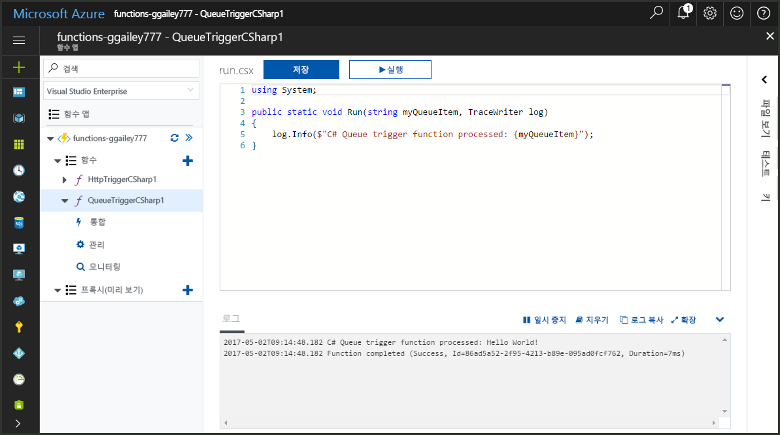 Microsoft Azure functions-ggailey777 - QueueTriggerCSharp1
1
functions-ggailey777 - QueueTriggerCSharp1
함수 앱
검색
Visual Studio Enterprise
함수 앱
functions-ggailey777
함수
HttpTriggerCSharp1
QueueTriggerCSharp1
통합
관리
모니터링
프록시(미리 보기)
run.csx 저장 실행
1 using System;
2
3 public static void Run(string myQueueItem, TraceWriter log)
4 {
5 log.Info($"C# Queue trigger function processed: {myQueueItem}");
6 }
로그 일시 중지 지우기 로그 복사 확장
2017-05-02T09:14:48.182 C# Queue trigger function processed: Hello World!
2017-05-02T09:14:48.182 Function completed (Success, Id=86ad5a52-2f95-4213-b89e-095ad0fcf762, Duration=7ms)
파일 보기
테스트
키